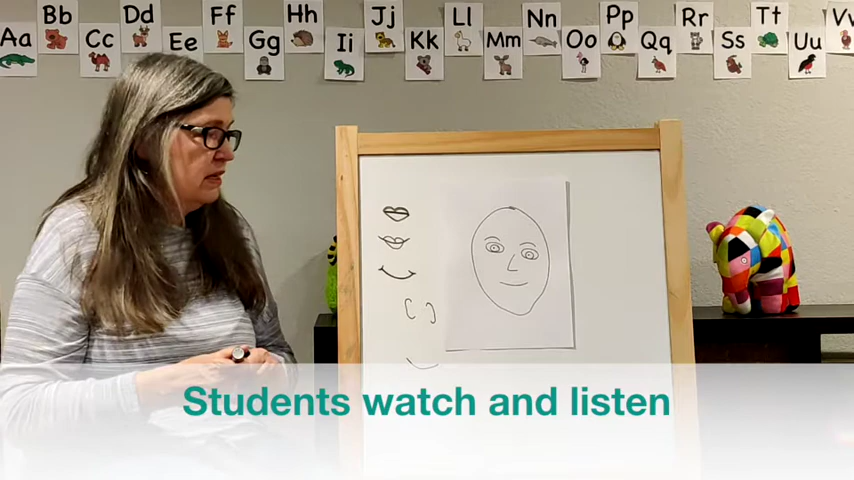 Aa Bb Cc Dd Ee Ff Gg Hh Ii Jj Kk Ll Mm Nn Oo Pp Qq Rr Ss Tt Uu Vv
Students watch and listen